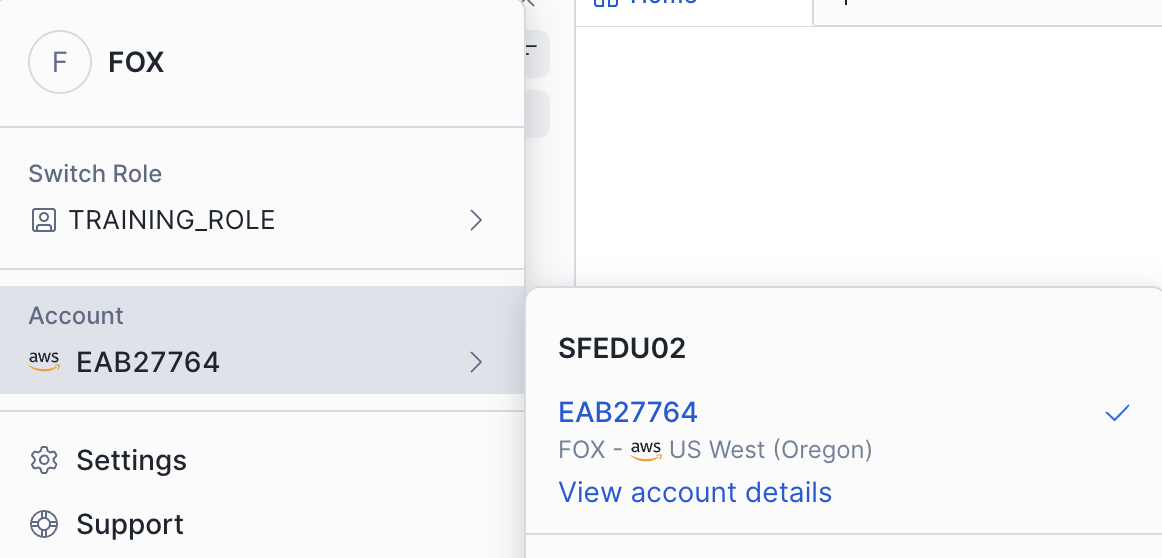 Home
F FOX
Switch Role
TRAINING_ROLE
Account
aws EAB27764
Settings
Support
SFEDU02
EAB27764
FOX - aws US West (Oregon)
View account details